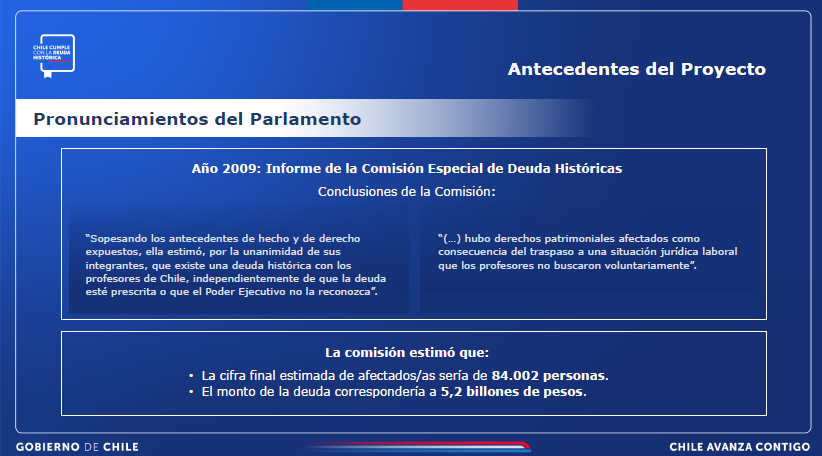 CHILE CUMPLE
CON LA DEUDA
HISTÓRICA
Antecedentes del Proyecto
Pronunciamientos del Parlamento
Año 2009: Informe de la Comisión Especial de Deuda Históricas
Conclusiones de la Comisión:
“Sopesando los antecedentes de hecho y de derecho
expuestos, ella estimó, por la unanimidad de sus
integrantes, que existe una deuda histórica con los
profesores de Chile, independientemente de que la deuda
esté prescrita o que el Poder Ejecutivo no la reconozca”.
“(…) hubo derechos patrimoniales afectados como
consecuencia del traspaso a una situación jurídica laboral
que los profesores no buscaron voluntariamente”.
La comisión estimó que:
• La cifra final estimada de afectados/as sería de 84.002 personas.
• El monto de la deuda correspondería a 5,2 billones de pesos.
GOBIERNO DE CHILE
CHILE AVANZA CONTIGO